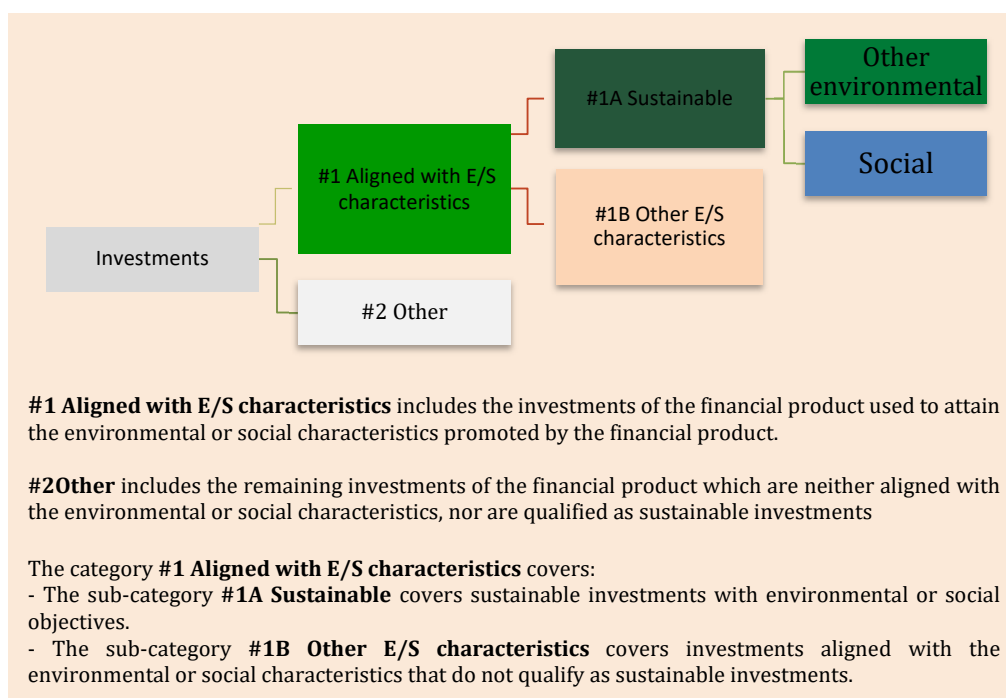 Other
environmental
#1A Sustainable
Social
#1 Aligned with E/S
characteristics
#1B Other E/S
characteristics
Investments
#2 Other
#1 Aligned with E/S characteristics includes the investments of the financial product used to attain
the environmental or social characteristics promoted by the financial product.
#2Other includes the remaining investments of the financial product which are neither aligned with
the environmental or social characteristics, nor are qualified as sustainable investments
The category #1 Aligned with E/S characteristics covers:
- The sub-category #1A Sustainable covers sustainable investments with environmental or social
objectives.
- The sub-category #1B Other E/S characteristics covers investments aligned with the
environmental or social characteristics that do not qualify as sustainable investments.